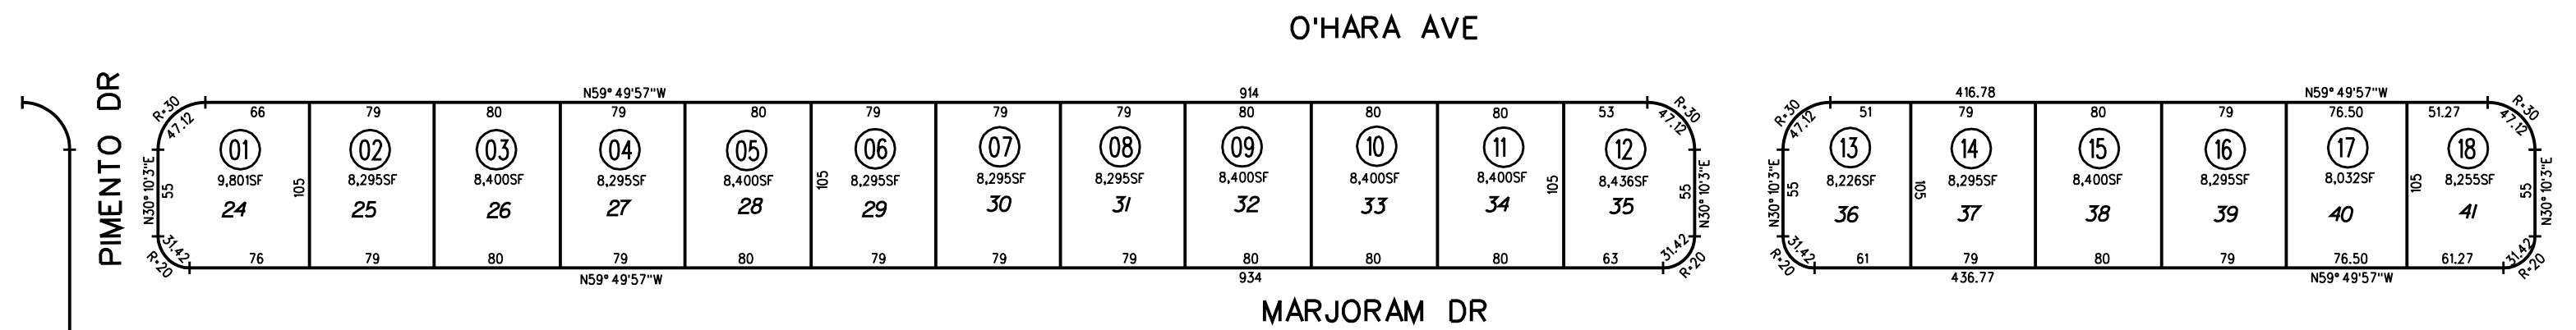 O'HARA AVE
PIMENTO DR
N59° 49'57"W 914
416.78 N59° 49'57"W
R=30 47.12 66 79 80 79 80 79 79 79 80 80 80 53 47.12 R=30
R=30 47.12 51 79 80 79 76.50 51.27 47.12 R=30
01 02 03 04 05 06 07 08 09 10 11 12
13 14 15 16 17 18
9,801SF 8,295SF 8,400SF 8,295SF 8,400SF 8,295SF 8,295SF 8,295SF 8,400SF 8,400SF 8,400SF 8,436SF
8,226SF 8,295SF 8,400SF 8,295SF 8,032SF 8,255SF
N30° 10'3"E 55 105 105 105 55 N30° 10'3"E
N30° 10'3"E 55 105 105 55 N30° 10'3"E
24 25 26 27 28 29 30 31 32 33 34 35
36 37 38 39 40 41
R=20 31.42 76 79 80 79 80 79 79 79 80 80 80 63 31.42 R=20
R=20 31.42 61 79 80 79 76.50 61.27 31.42 R=20
N59° 49'57"W 934
436.77 N59° 49'57"W
MARJORAM DR